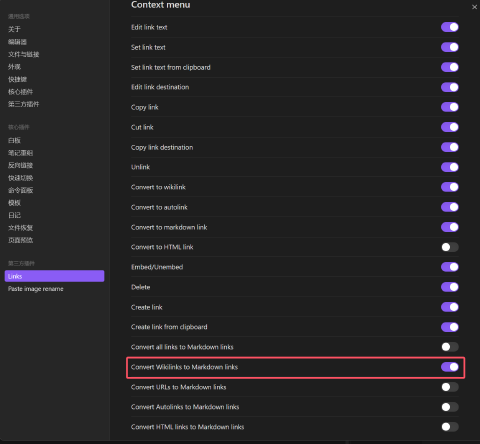 通用选项
关于
编辑器
文件与链接
外观
快捷键
核心插件
第三方插件
核心插件
白板
笔记重组
反向链接
快速切换
命令面板
模板
日记
文件恢复
页面预览
第三方插件
Links
Paste image rename
Context menu
Edit link text
Set link text
Set link text from clipboard
Edit link destination
Copy link
Cut link
Copy link destination
Unlink
Convert to wikilink
Convert to autolink
Convert to markdown link
Convert to HTML link
Embed/Unembed
Delete
Create link
Create link from clipboard
Convert all links to Markdown links
Convert Wikilinks to Markdown links
Convert URLs to Markdown links
Convert Autolinks to Markdown links
Convert HTML links to Markdown links